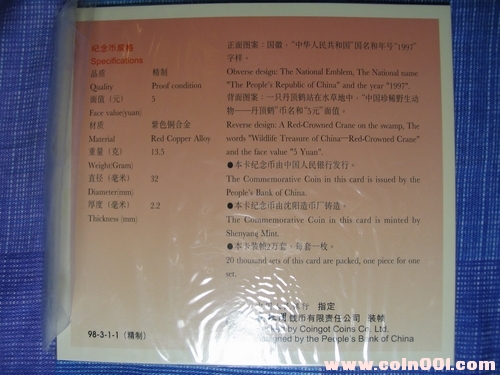 纪念币规格
Specifications
品质 精制
Quality Proof condition
面值（元） 5
Face value(yuan)
材质 紫色铜合金
Material Red Copper Alloy
重量（克） 13.5
Weight(Gram)
直径（毫米） 32
Diameter(mm)
厚度（毫米） 2.2
Thickness (mm)
正面图案：国徽，“中华人民共和国”国名和年号“1997”
字样。
Obverse design: The National Emblem, The National name
"The People's Republic of China" and the year "1997".
背面图案：一只丹顶鹤站在水草地中，“中国珍稀野生动
物——丹顶鹤”币名和“5元”面值。
Reverse design: A Red-Crowned Crane on the swamp, The
words "Wildlife Treasure of China—Red-Crowned Crane"
and the face value "5 Yuan".
●本卡纪念币由中国人民银行发行。
The Commemorative Coin in this card is issued by the
People's Bank of China.
●本卡纪念币由沈阳造币厂铸造。
The Commemorative Coin in this card is minted by
Shenyang Mint.
●本卡装帧2万套，每套一枚。
20 thousand sets of this card are packed, one piece for one
set.
行 指定
钱币有限责任公司 装帧
by Coingot Coins Co., Ltd.
by the People's Bank of China
98-3-1-1（精制）
www.coin001.com